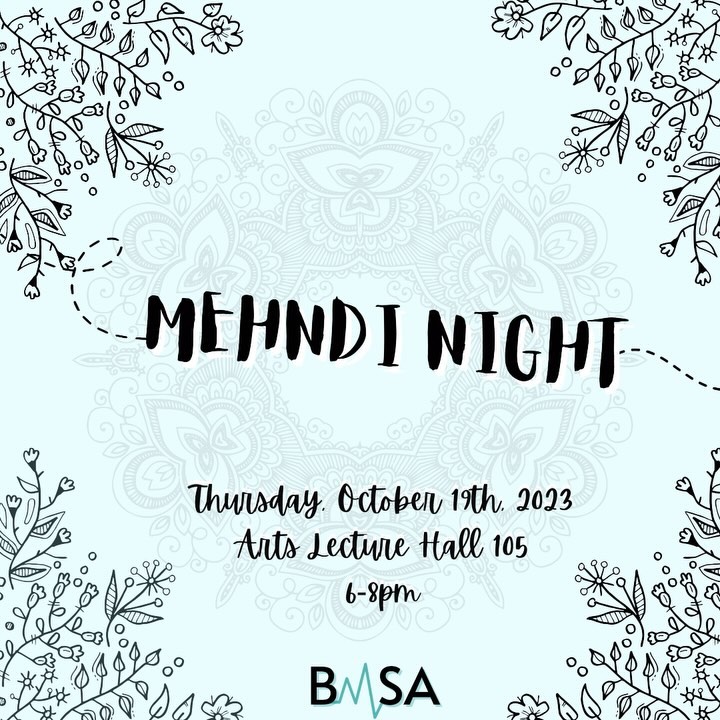 MEHNDI NIGHT
Thursday, October 19th, 2023
Arts Lecture Hall 105
6-8pm
BMSA